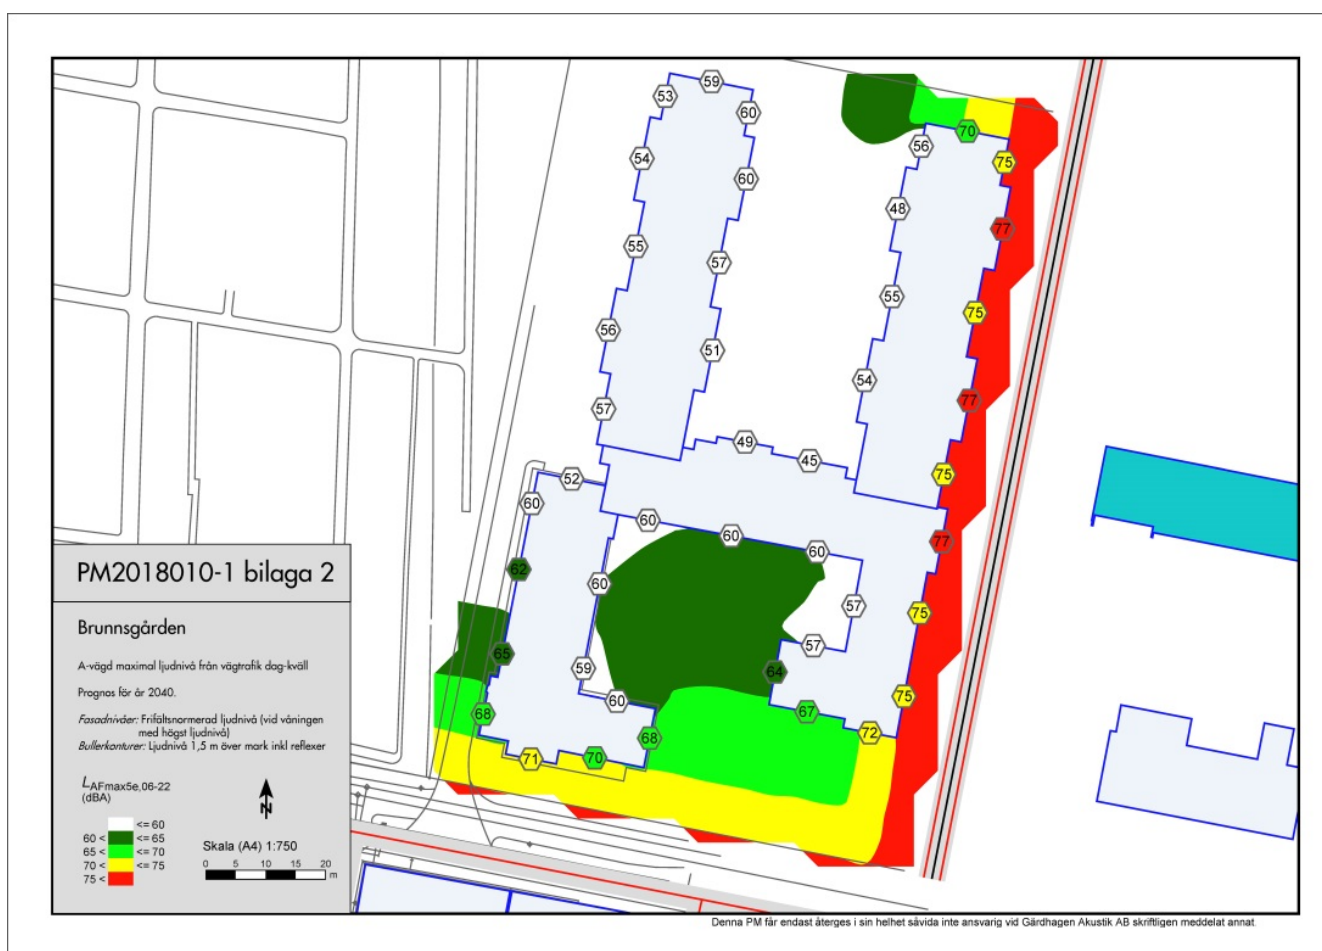 59
53
60
70
54
56
75
60
48
77
55
57
55
75
56
51
54
77
57
49
45
52
75
60
60
60
77
60
62
60
57
75
65
57
59
64
75
60
68
67
68
72
71
70
PM2018010-1 bilaga 2
Brunnsgården
A-vägd maximal ljudnivå från vägtrafik dag-kväll
Prognos för år 2040.
Fasadnivåer: Frifältsnormerad ljudnivå (vid våningen
med högst ljudnivå)
Bullerkonturer: Ljudnivå 1,5 m över mark inkl reflexer
LAFmax5e,06-22
(dBA)
<= 60
60 < <= 65
65 < <= 70
70 < <= 75
75 <
N
Skala (A4) 1:750
0 5 10 15 20
m
Denna PM får endast återges i sin helhet såvida inte ansvarig vid Gärdhagen Akustik AB skriftligen meddelat annat.